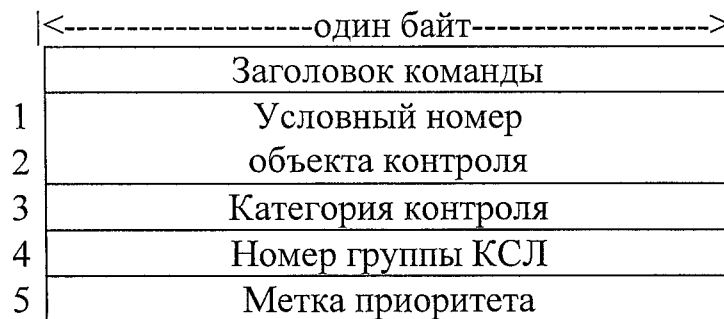 |<-----------------один байт----------------------->
Заголовок команды
1 Условный номер
2 объекта контроля
3 Категория контроля
4 Номер группы КСЛ
5 Метка приоритета